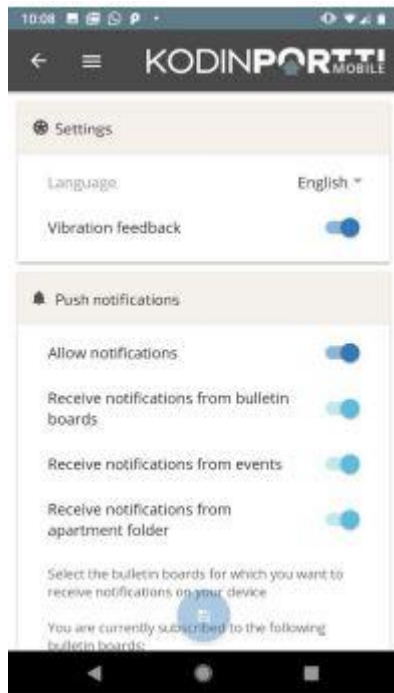 10:08
KODINPORTTI
MOBILE
Settings
Language
English
Vibration feedback
Push notifications
Allow notifications
Receive notifications from bulletin
boards
Receive notifications from events
Receive notifications from
apartment folder
Select the bulletin boards for which you want to
receive notifications on your device
You are currently subscribed to the following
bulletin boards: